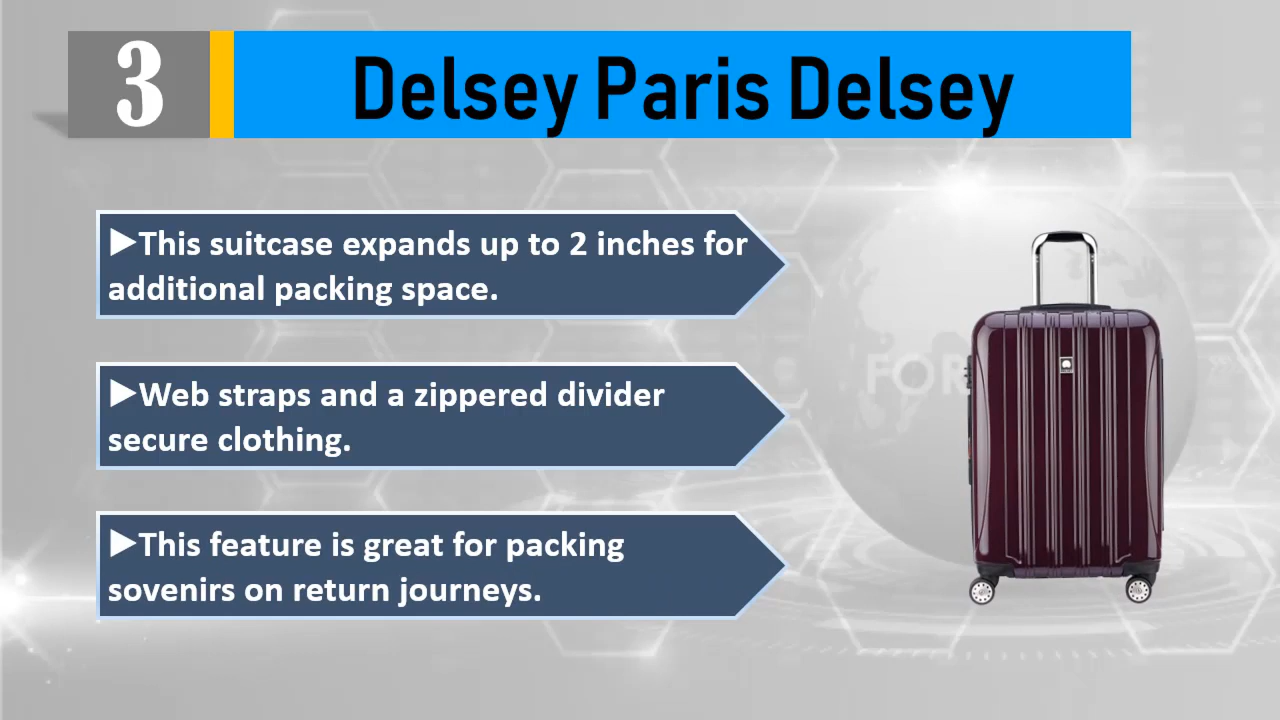 3
Delsey Paris Delsey
▶This suitcase expands up to 2 inches for
additional packing space.
▶Web straps and a zippered divider
secure clothing.
▶This feature is great for packing
sovenirs on return journeys.
FOR